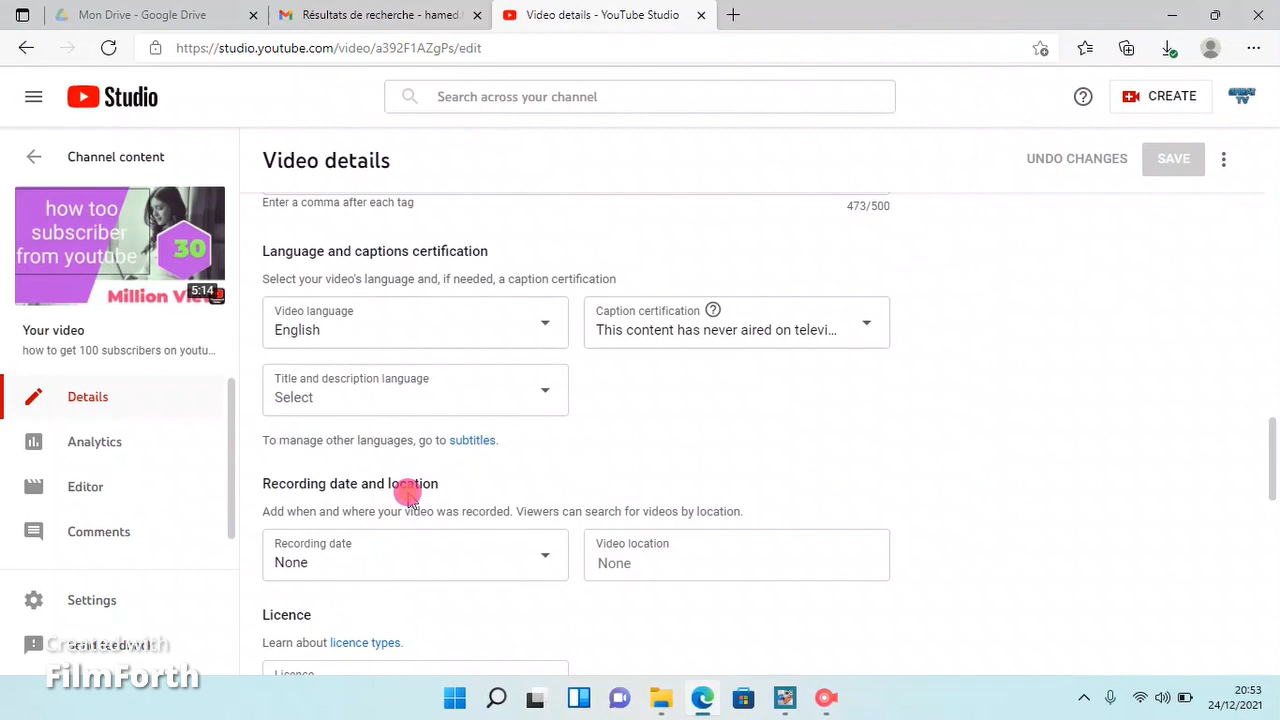 Mon Drive - Google Drive
Résultats de recherche - hamed.
Video details - YouTube Studio
https://studio.youtube.com/video/a392F1AZgPs/edit
Studio
Search across your channel
CREATE
Channel content
Video details
UNDO CHANGES
SAVE
how too
subscriber
from youtube
30
Million Vie
5:14
Enter a comma after each tag
473/500
Language and captions certification
Select your video's language and, if needed, a caption certification
Video language
English
Caption certification
This content has never aired on televi...
Your video
how to get 100 subscribers on youtu...
Title and description language
Select
Details
To manage other languages, go to subtitles.
Analytics
Editor
Comments
Recording date and location
Add when and where your video was recorded. Viewers can search for videos by location.
Recording date
None
Video location
None
Settings
Send feedback
Licence
Learn about licence types.
Licence
Created with
FilmForth
20:53
24/12/2021